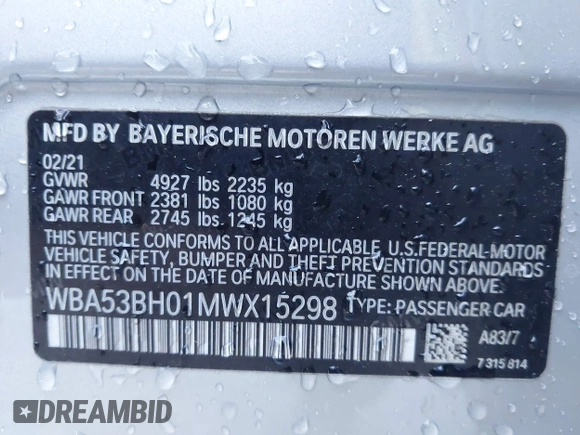 MFD BY BAYERISCHE MOTOREN WERKE AG
02/21
GVWR 4927 lbs 2235 kg
GAWR FRONT 2381 lbs 1080 kg
GAWR REAR 2745 lbs 1245 kg
THIS VEHICLE CONFORMS TO ALL APPLICABLE, U.S.FEDERAL-MOTOR
VEHICLE SAFETY, BUMPER AND THEFT PREVENTION STANDARDS
IN EFFECT ON THE DATE OF MANUFACTURE SHOWN ABOVE.
WBA53BH01MWX15298 TYPE: PASSENGER CAR
A83/7
7 315 814
DREAMBID